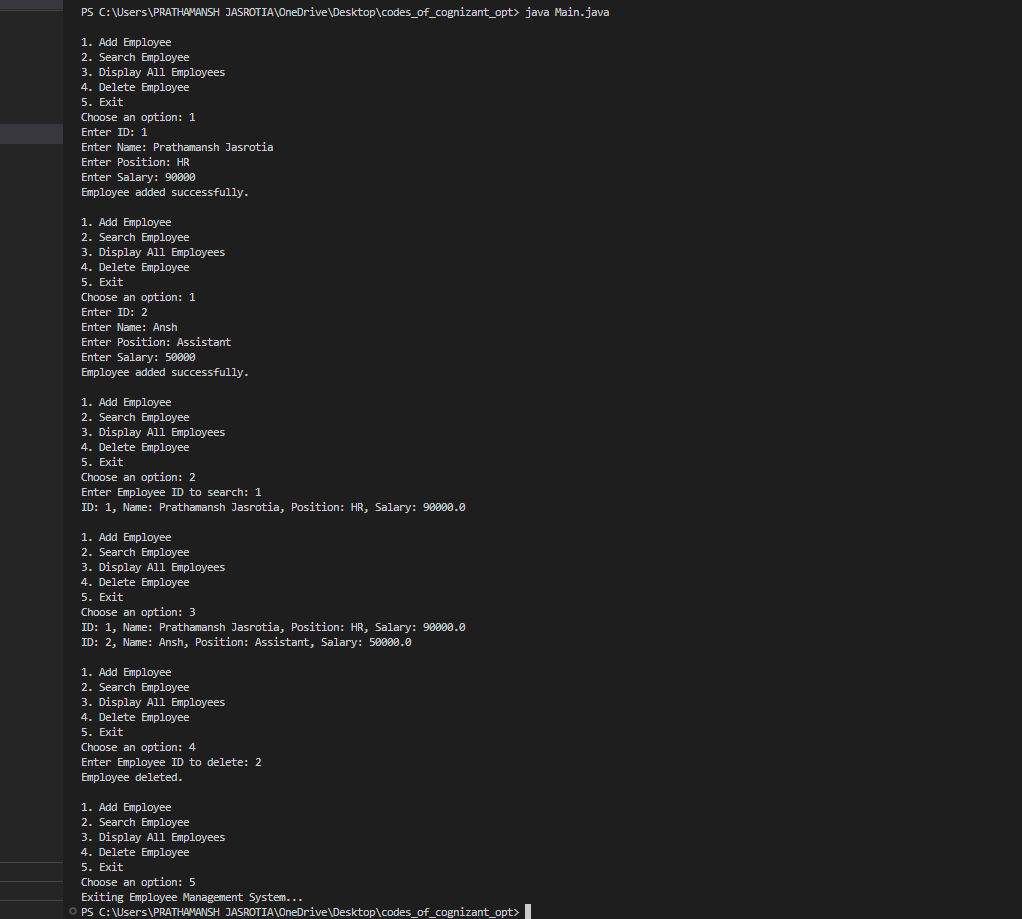 PS C:\Users\PRATHAMANSH JASROTIA\OneDrive\Desktop\codes_of_cognizant_opt> java Main.java
1. Add Employee
2. Search Employee
3. Display All Employees
4. Delete Employee
5. Exit
Choose an option: 1
Enter ID: 1
Enter Name: Prathamansh Jasrotia
Enter Position: HR
Enter Salary: 90000
Employee added successfully.
1. Add Employee
2. Search Employee
3. Display All Employees
4. Delete Employee
5. Exit
Choose an option: 1
Enter ID: 2
Enter Name: Ansh
Enter Position: Assistant
Enter Salary: 50000
Employee added successfully.
1. Add Employee
2. Search Employee
3. Display All Employees
4. Delete Employee
5. Exit
Choose an option: 2
Enter Employee ID to search: 1
ID: 1, Name: Prathamansh Jasrotia, Position: HR, Salary: 90000.0
1. Add Employee
2. Search Employee
3. Display All Employees
4. Delete Employee
5. Exit
Choose an option: 3
ID: 1, Name: Prathamansh Jasrotia, Position: HR, Salary: 90000.0
ID: 2, Name: Ansh, Position: Assistant, Salary: 50000.0
1. Add Employee
2. Search Employee
3. Display All Employees
4. Delete Employee
5. Exit
Choose an option: 4
Enter Employee ID to delete: 2
Employee deleted.
1. Add Employee
2. Search Employee
3. Display All Employees
4. Delete Employee
5. Exit
Choose an option: 5
Exiting Employee Management System...
PS C:\Users\PRATHAMANSH JASROTIA\OneDrive\Desktop\codes_of_cognizant_opt>